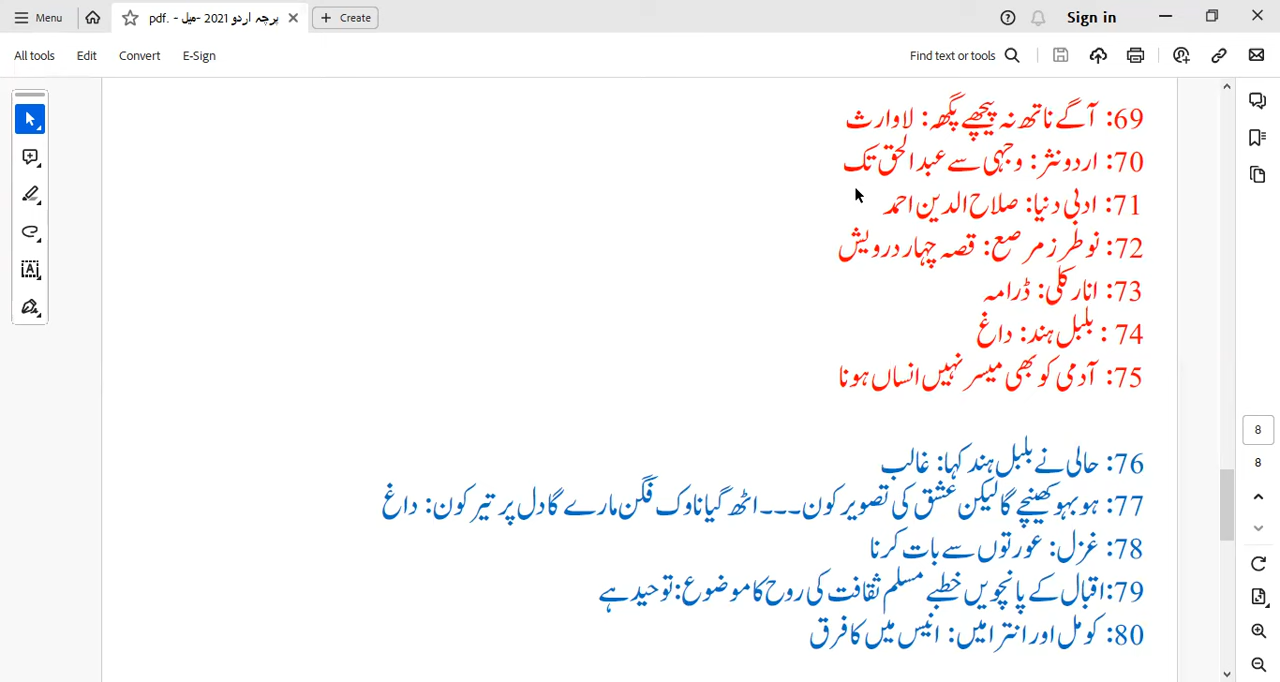 Menu
برچہ اردو 2021 -میل - .pdf
Create
Sign in
All tools
Edit
Convert
E-Sign
Find text or tools
69: آگے ناتھ نہ پیچھے پگھہ: لاوارث
70: اردو نثر: وجہی سے عبدالحق تک
71: ادبی دنیا: صلاح الدین احمد
72: نو طرز مرصع: قصہ چہار درویش
73: انار کلی: ڈرامہ
74 : بلبل ہند: داغ
75: آدمی کو بھی میسر نہیں انساں ہونا
76: حالی نے بلبل ہند کہا: غالب
77: ہو بہو کھینچے گا لیکن عشق کی تصویر کون۔۔۔ اٹھ گیا ناوک فگن مارے گا دل پر تیر کون: داغ
78: غزل: عورتوں سے بات کرنا
79:اقبال کے پانچویں خطبے مسلم ثقافت کی روح کا موضوع:توحید ہے
80: کومل اور انترا میں: انیس میں کا فرق
8
8